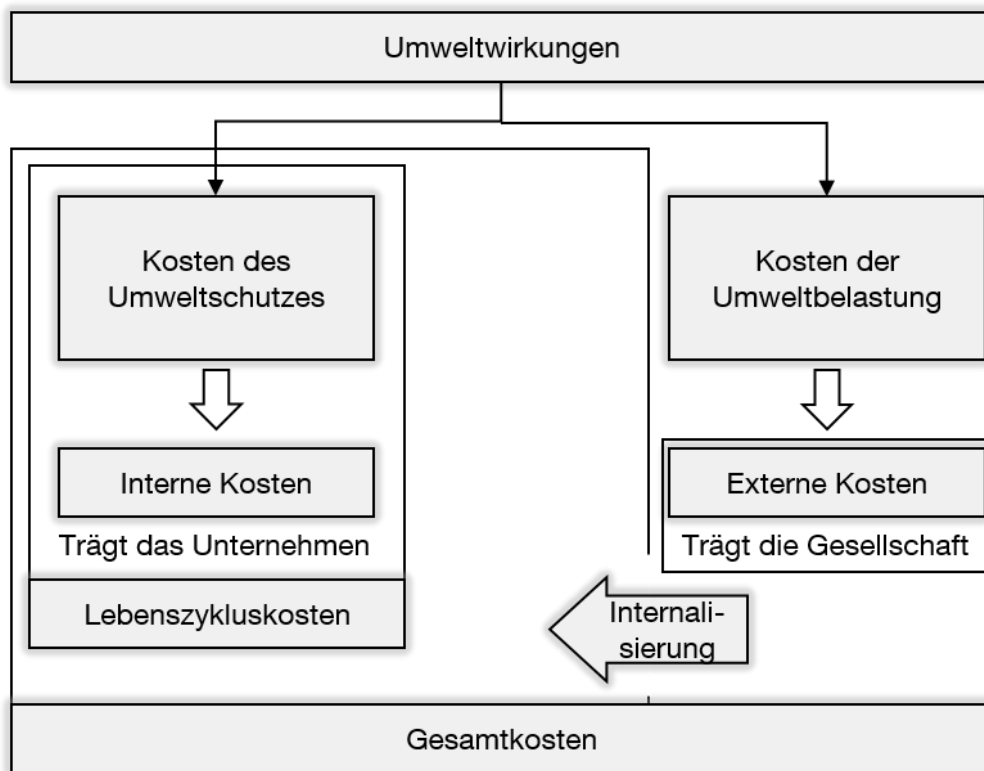 Umweltwirkungen
Kosten des
Umweltschutzes
Kosten der
Umweltbelastung
Interne Kosten
Externe Kosten
Trägt das Unternehmen
Trägt die Gesellschaft
Lebenszykluskosten
Internali-
sierung
Gesamtkosten